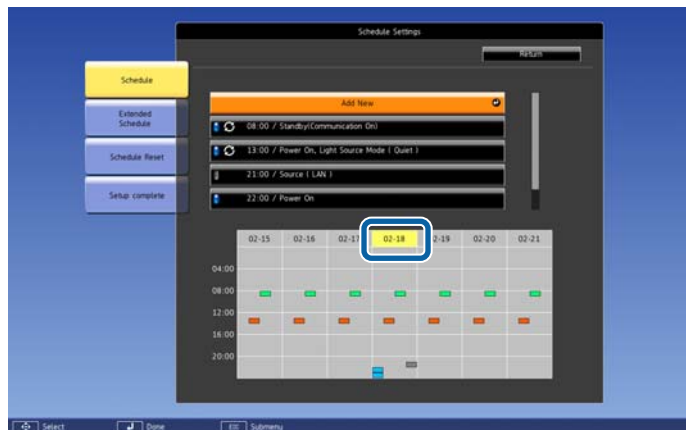 Schedule Settings
Return
Schedule
Extended
Schedule
Schedule Reset
Setup complete
Add New
08:00 / Standby(Communication On)
13:00 / Power On, Light Source Mode ( Quiet )
21:00 / Source ( LAN )
22:00 / Power On
02-15 02-16 02-17 02-18 02-19 02-20 02-21
04:00
08:00
12:00
16:00
20:00
Select Done Esc Submenu